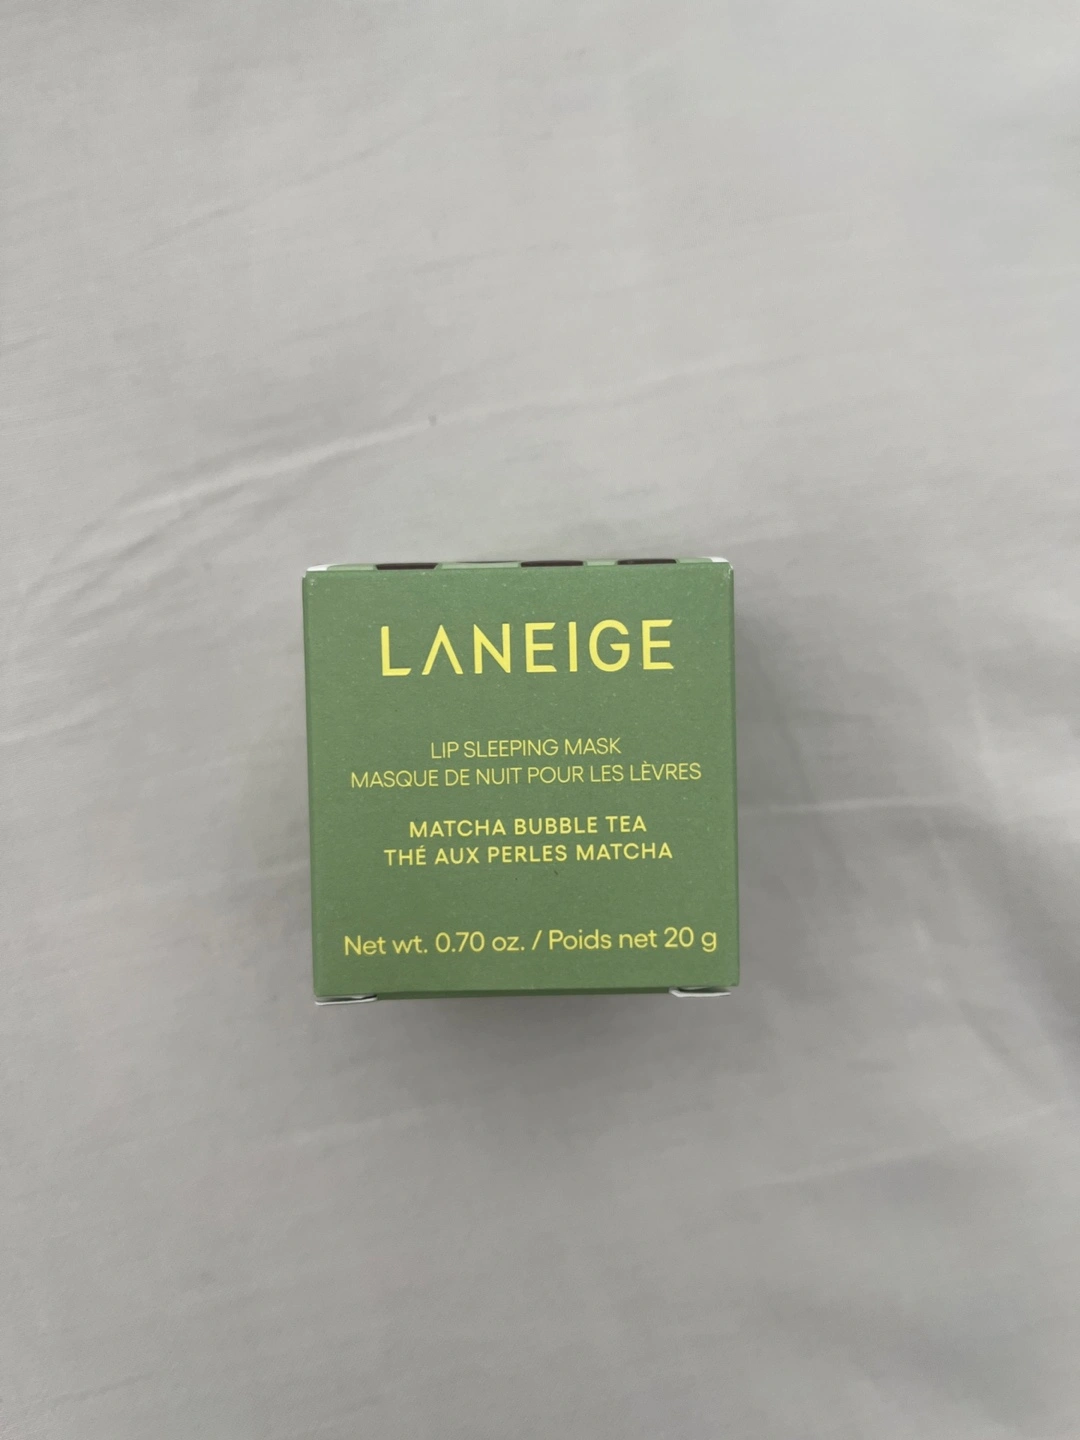 LANEIGE
LIP SLEEPING MASK
MASQUE DE NUIT POUR LES LÈVRES
MATCHA BUBBLE TEA
THÉ AUX PERLES MATCHA
Net wt. 0.70 oz. / Poids net 20 g